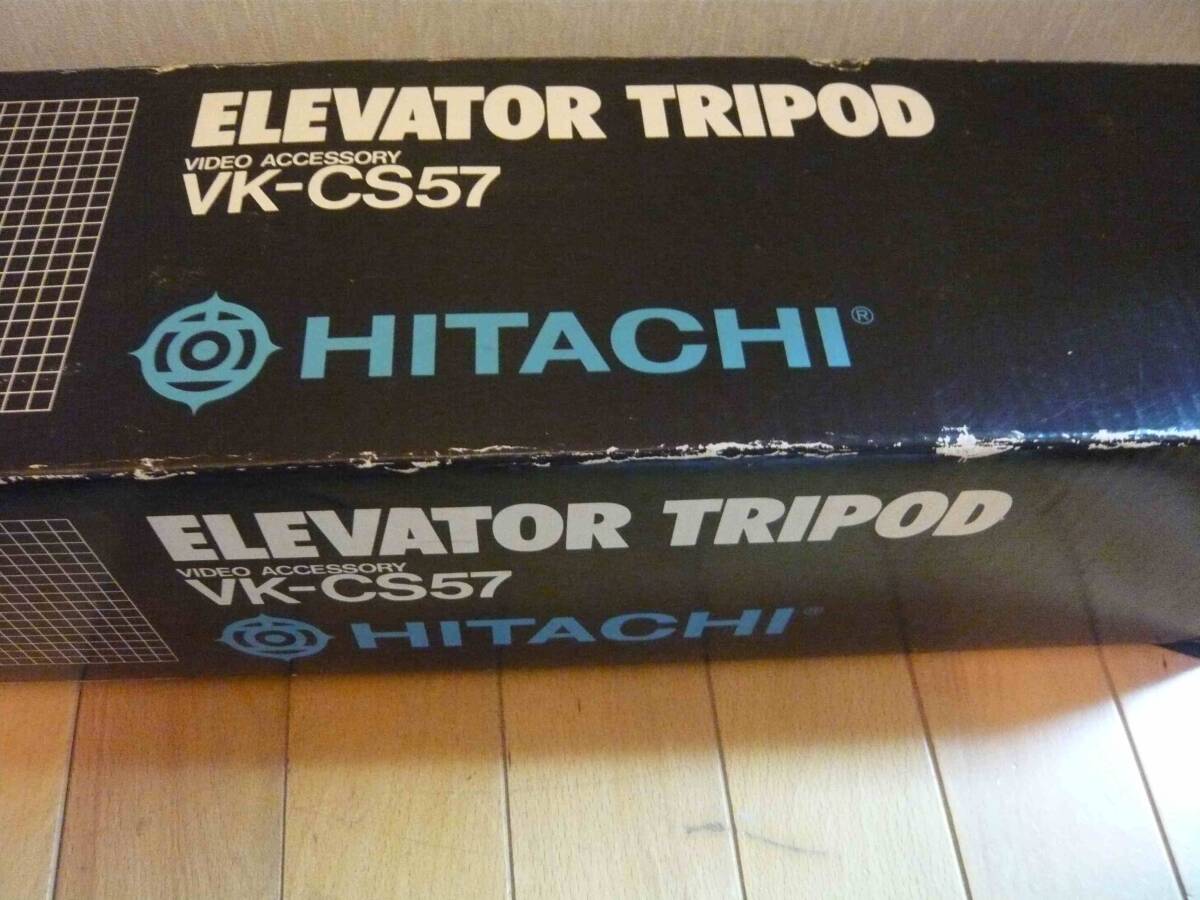 ELEVATOR TRIPOD
VIDEO ACCESSORY
VK-CS57
HITACHI®
ELEVATOR TRIPOD
VIDEO ACCESSORY
VK-CS57
HITACHI®